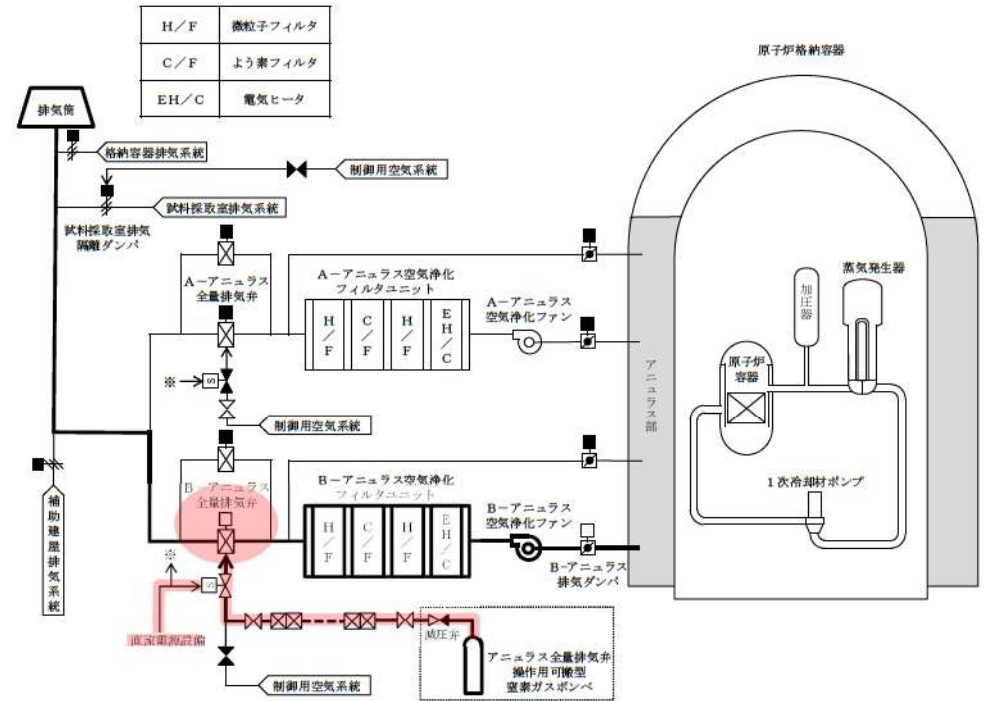 H/F 微粒子フィルタ
C/F よう素フィルタ
EH/C 電気ヒータ
原子炉格納容器
排気筒
格納容器排気系統
制御用空気系統
試料採取室排気系統
試料採取室排気
隔離ダンパ
A-アニュラス
全量排気弁
A-アニュラス空気浄化
フィルタユニット
H/F
C/F
H/F
EH/C
A-アニュラス
空気浄化ファン
蒸気発生器
加圧器
原子炉
容器
アニュラス部
※
S
制御用空気系統
B-アニュラス
全量排気弁
B-アニュラス空気浄化
フィルタユニット
H/F
C/F
H/F
EH/C
B-アニュラス
空気浄化ファン
B-アニュラス
排気ダンパ
1次冷却材ポンプ
補助建屋排気系統
※
S
直流電源設備
減圧弁
アニュラス全量排気弁
操作用可搬型
窒素ガスボンベ
制御用空気系統